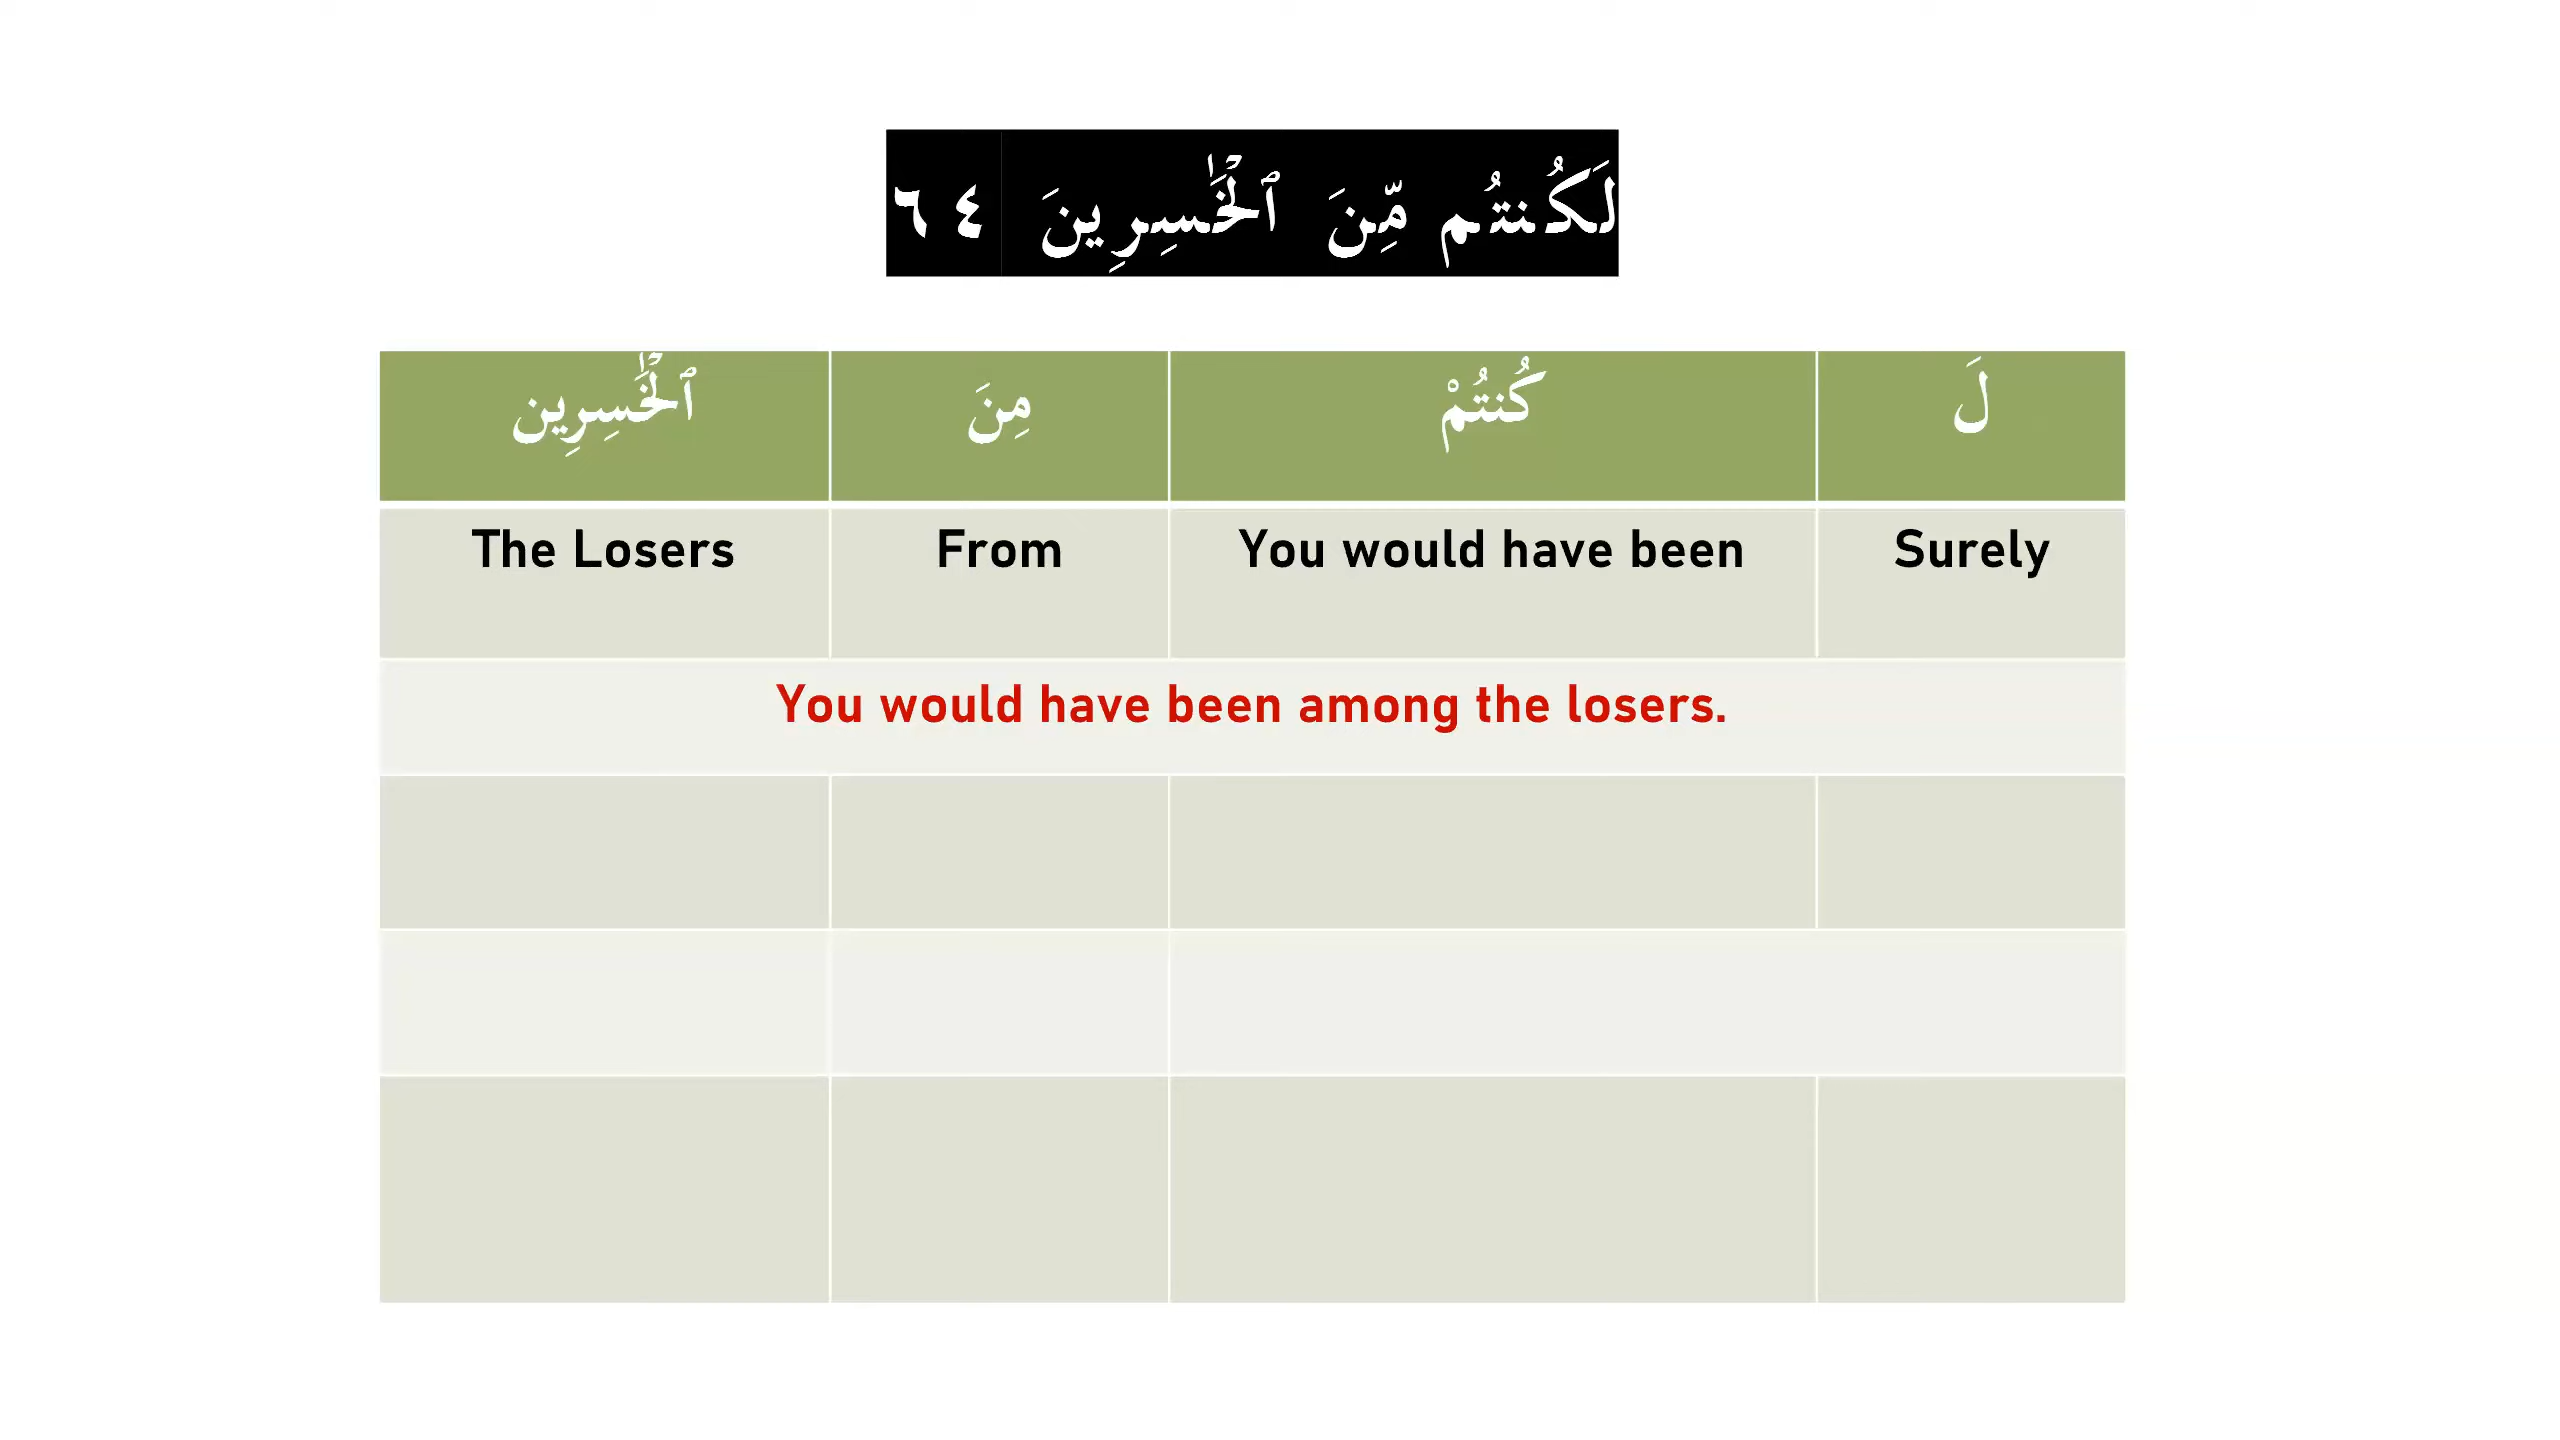 لَكُنتُم مِّنَ ٱلْخَٰسِرِينَ ٦٤
لَ كُنتُمْ مِنَ ٱلْخَٰسِرِين
The Losers From You would have been Surely
You would have been among the losers.